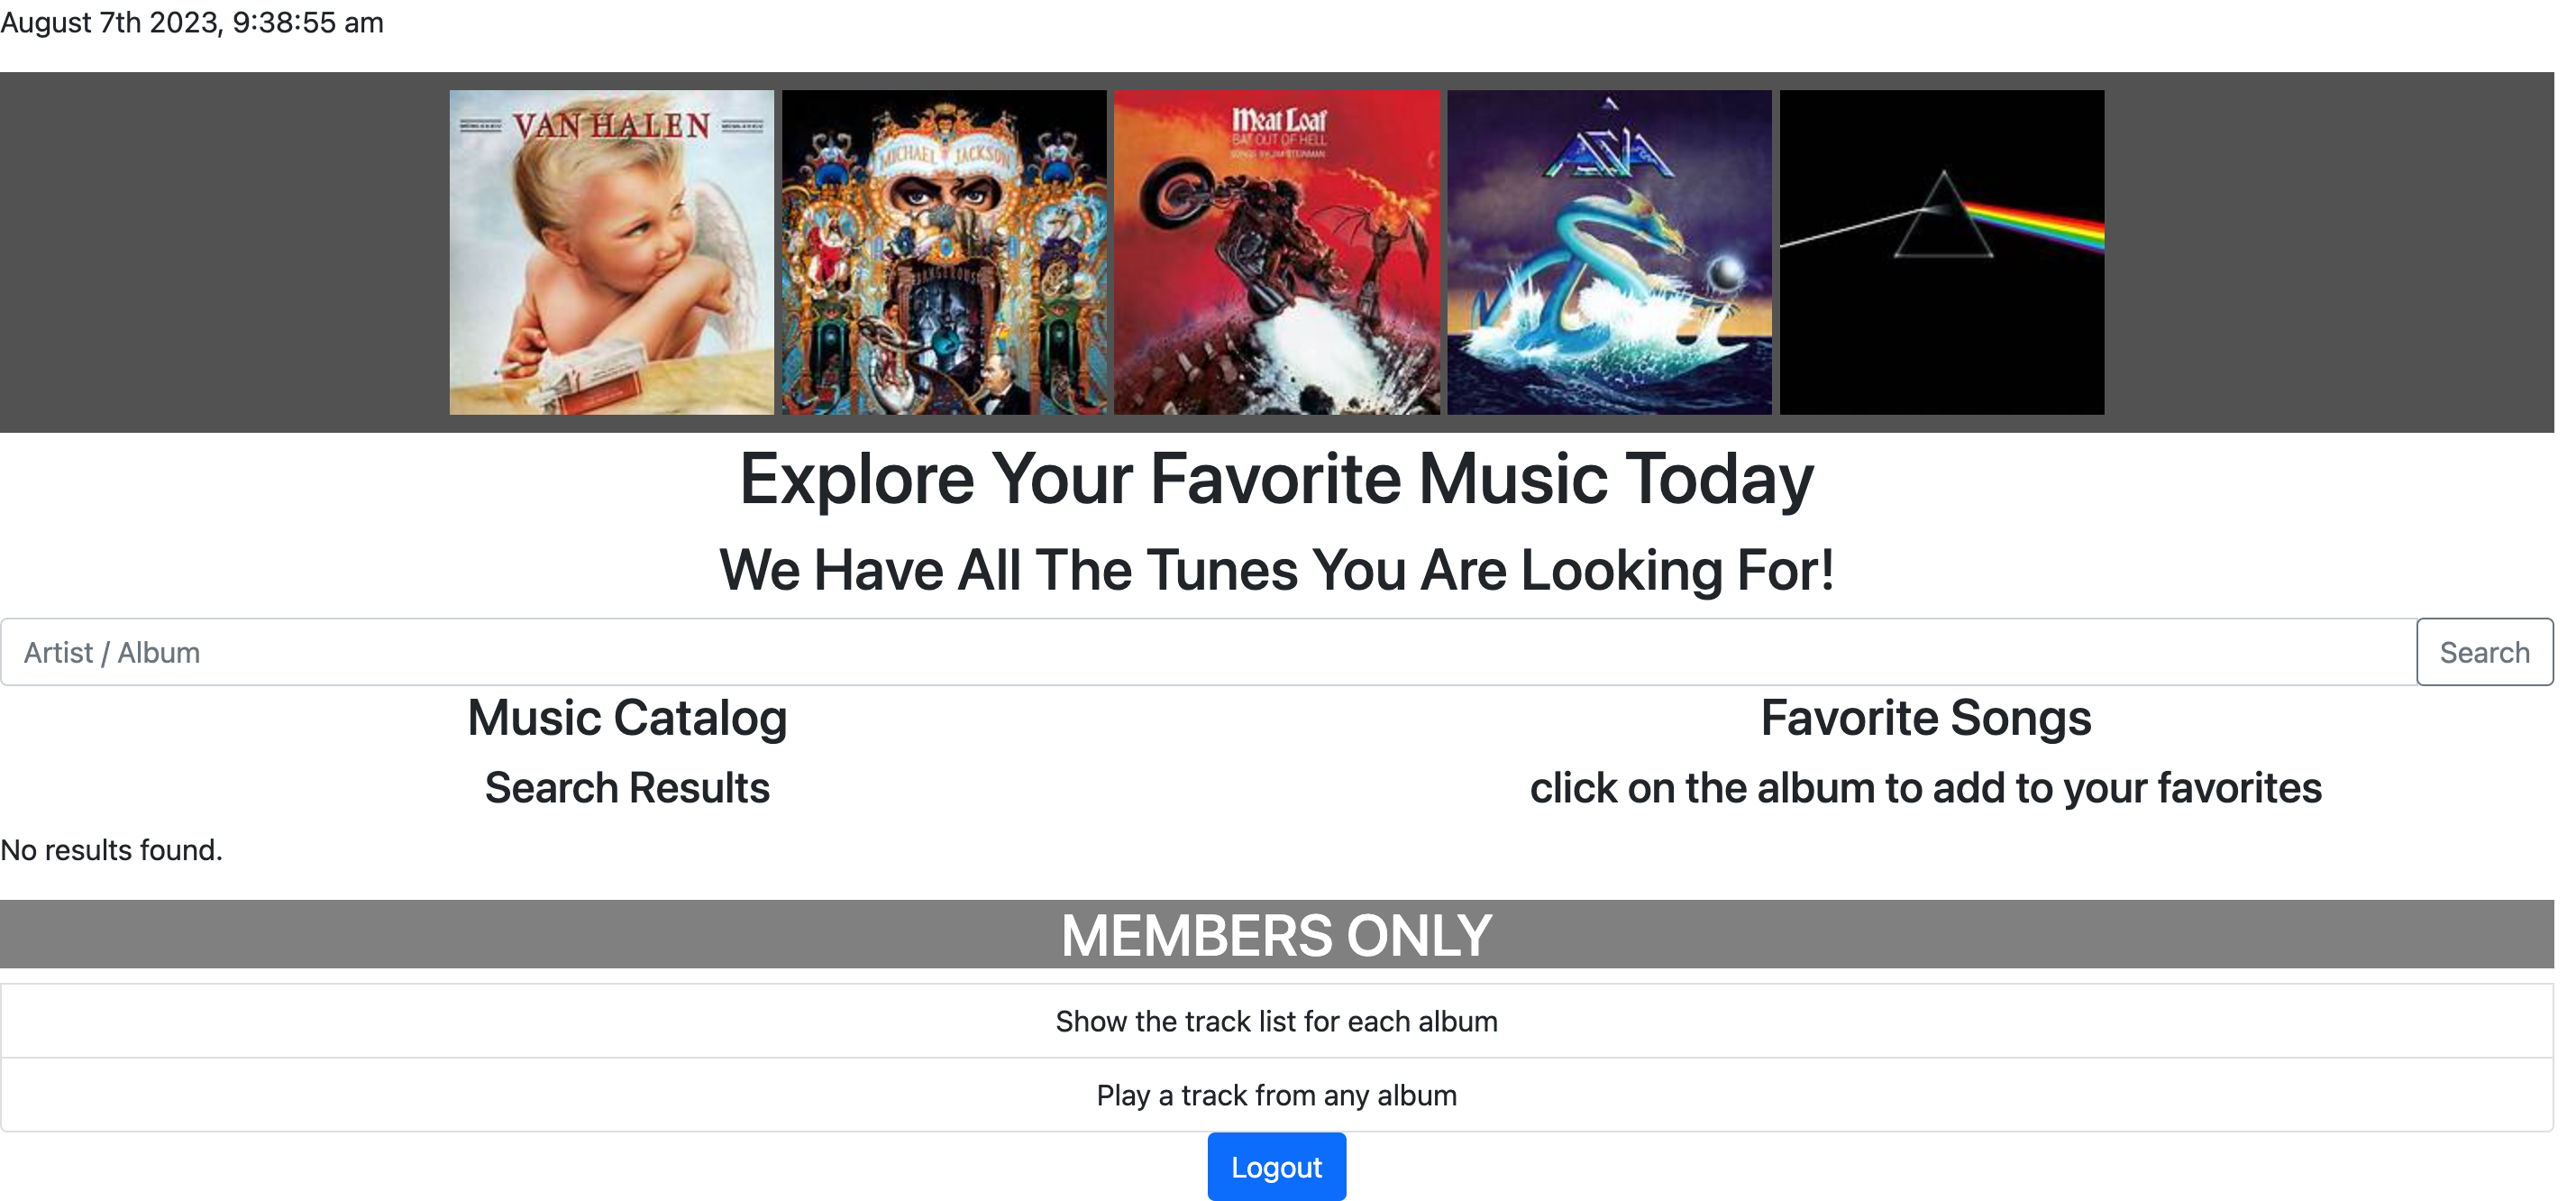 August 7th 2023, 9:38:55 am
VAN HALEN
MICHAEL JACKSON
DANGEROUS
Meat Loaf
BAT OUT OF HELL
SONGS BY JIM STEINMAN
ASIA
Explore Your Favorite Music Today
We Have All The Tunes You Are Looking For!
Artist / Album
Search
Music Catalog
Favorite Songs
Search Results
click on the album to add to your favorites
No results found.
MEMBERS ONLY
Show the track list for each album
Play a track from any album
Logout